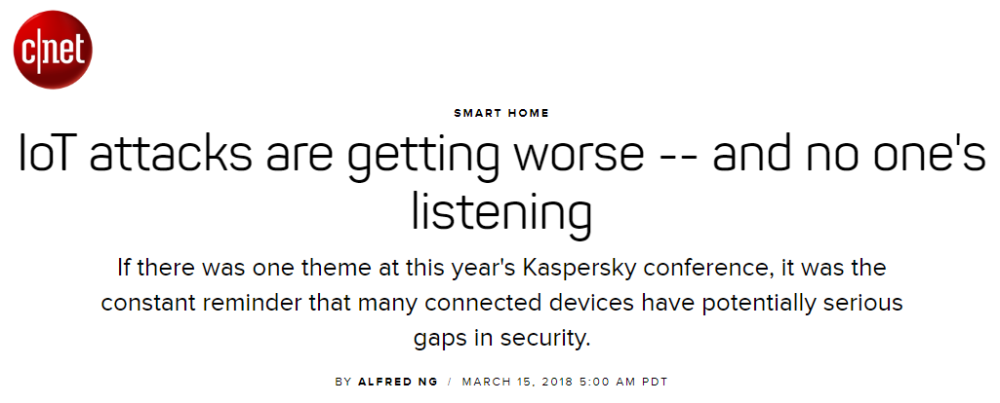 c|net
SMART HOME
IoT attacks are getting worse -- and no one's
listening
If there was one theme at this year's Kaspersky conference, it was the
constant reminder that many connected devices have potentially serious
gaps in security.
BY ALFRED NG / MARCH 15, 2018 5:00 AM PDT